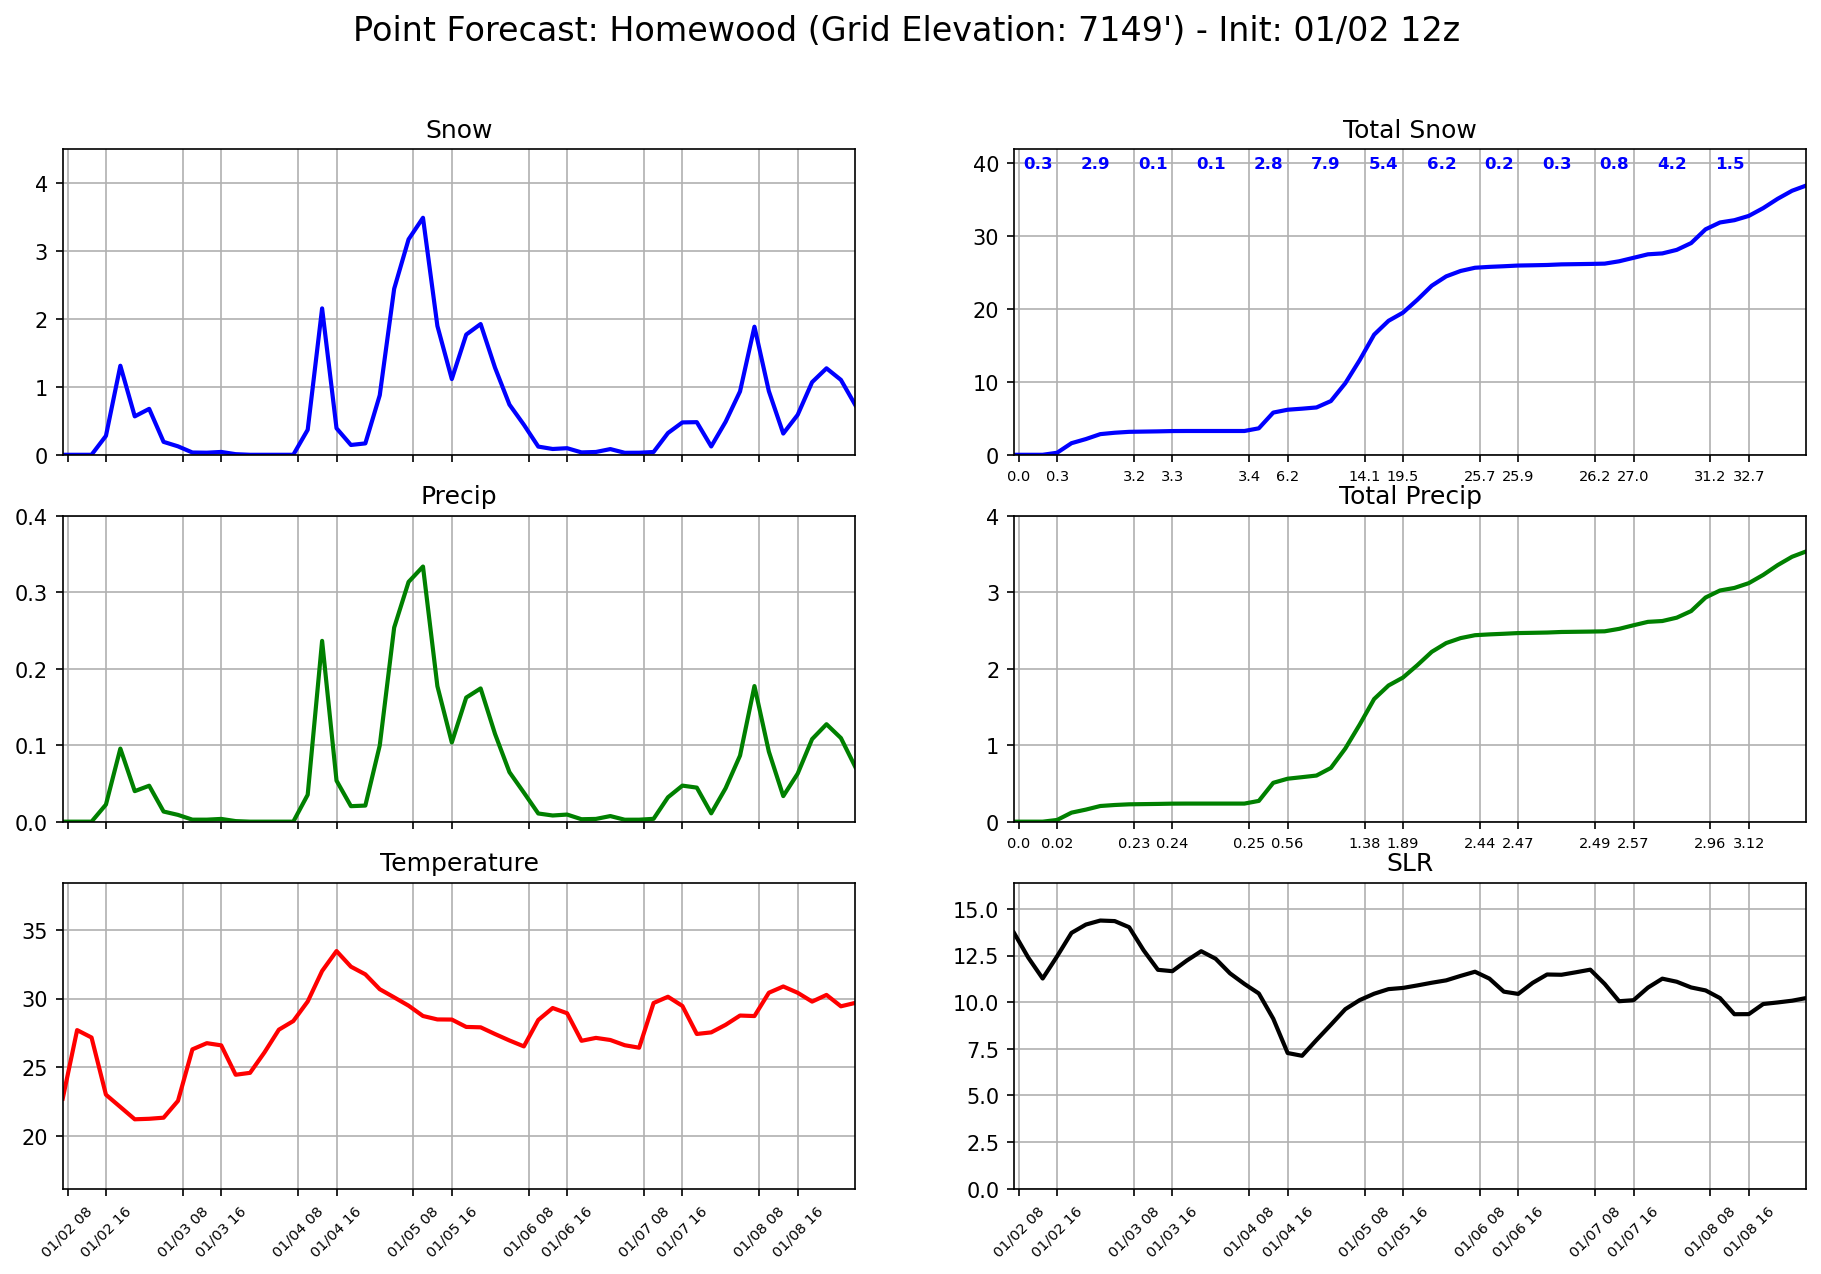 Point Forecast: Homewood (Grid Elevation: 7149') - Init: 01/02 12z
Snow
4
3
2
1
0
Total Snow
0.3 2.9 0.1 0.1 2.8 7.9 5.4 6.2 0.2 0.3 0.8 4.2 1.5
40
30
20
10
0
0.0 0.3 3.2 3.3 3.4 6.2 14.1 19.5 25.7 25.9 26.2 27.0 31.2 32.7
Precip
0.4
0.3
0.2
0.1
0.0
Total Precip
4
3
2
1
0
0.0 0.02 0.23 0.24 0.25 0.56 1.38 1.89 2.44 2.47 2.49 2.57 2.96 3.12
Temperature
35
30
25
20
01/02 08 01/02 16 01/03 08 01/03 16 01/04 08 01/04 16 01/05 08 01/05 16 01/06 08 01/06 16 01/07 08 01/07 16 01/08 08 01/08 16
SLR
15.0
12.5
10.0
7.5
5.0
2.5
0.0
01/02 08 01/02 16 01/03 08 01/03 16 01/04 08 01/04 16 01/05 08 01/05 16 01/06 08 01/06 16 01/07 08 01/07 16 01/08 08 01/08 16